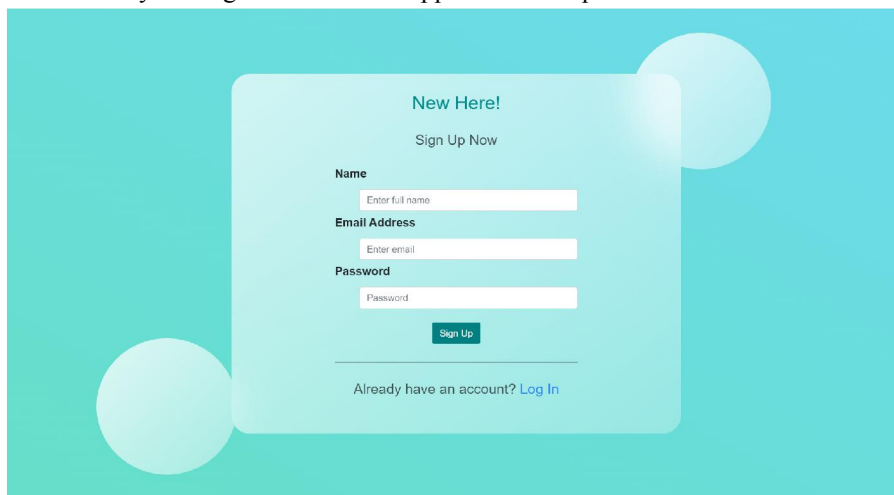 New Here!
Sign Up Now
Name
Enter full name
Email Address
Enter email
Password
Password
Sign Up
Already have an account? Log In